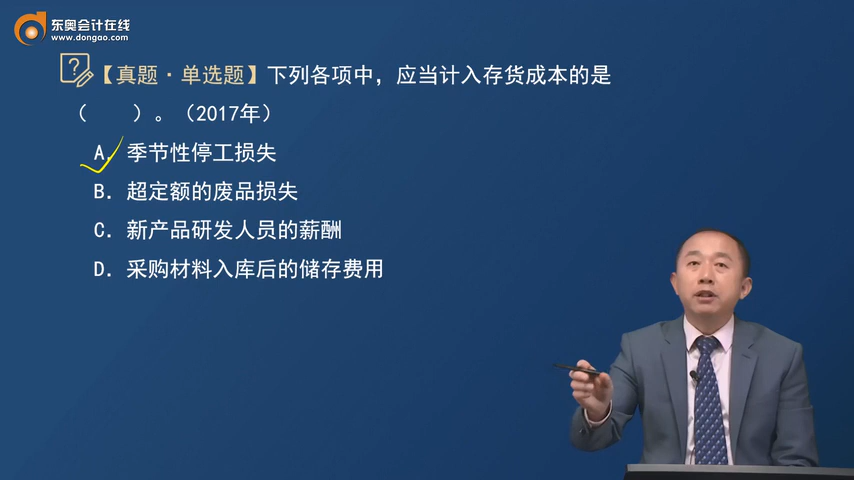 东奥会计在线
www.dongao.com
【真题·单选题】下列各项中，应当计入存货成本的是
（　　）。（2017年）
A．季节性停工损失
B．超定额的废品损失
C．新产品研发人员的薪酬
D．采购材料入库后的储存费用